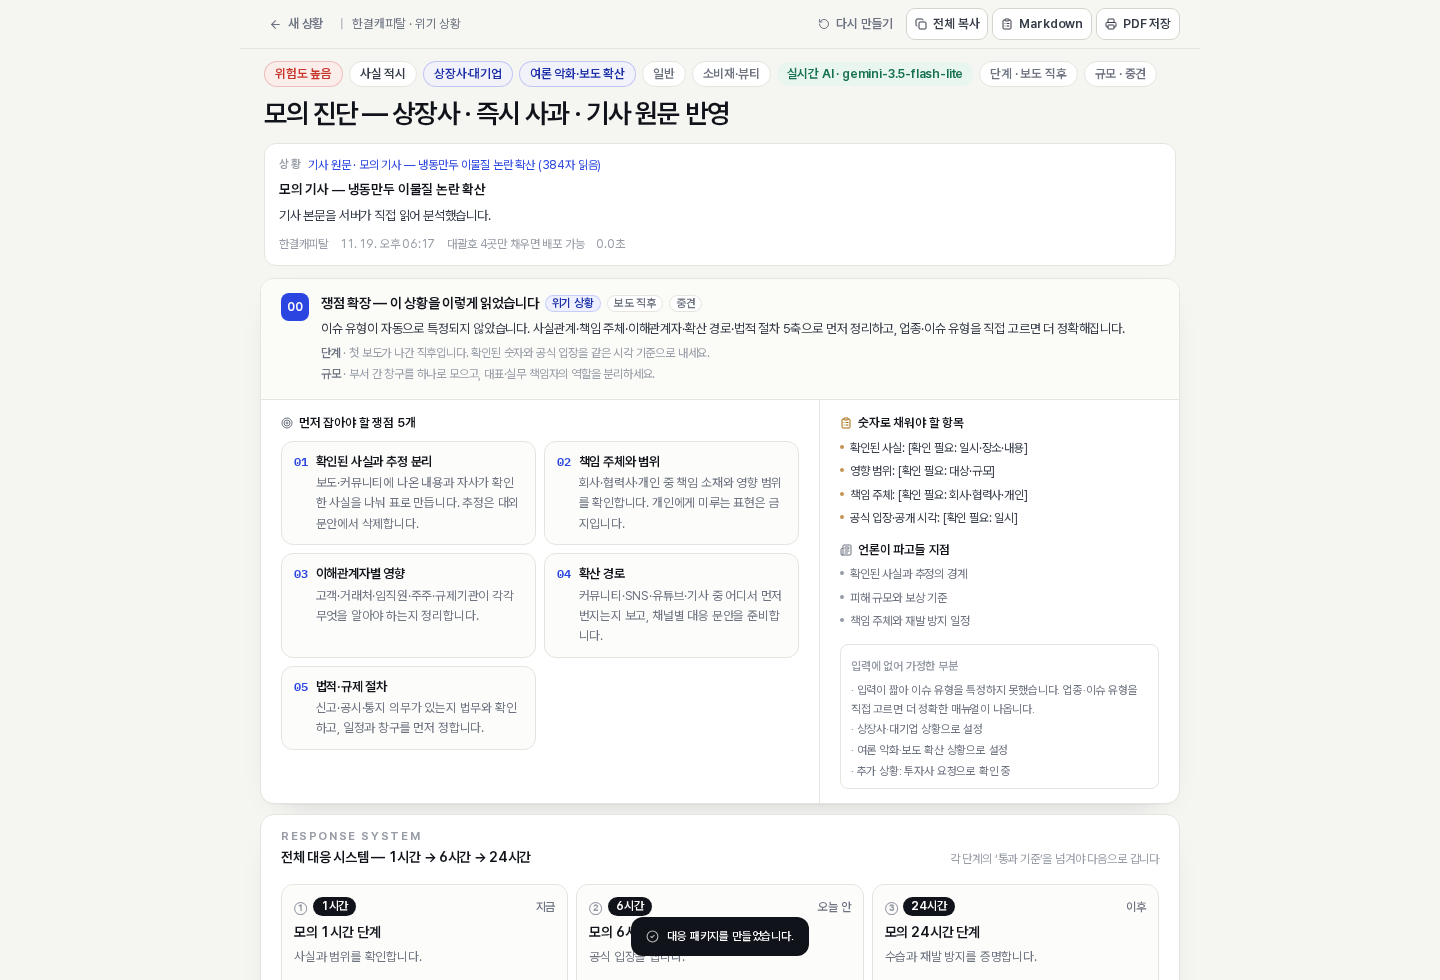 새 상황 | 한결캐피탈 · 위기 상황
다시 만들기 전체 복사 Markdown PDF 저장
위험도 높음 사실 적시 상장사·대기업 여론 악화·보도 확산 일반 소비재·뷰티 실시간 AI · gemini-3.5-flash-lite 단계 · 보도 직후 규모 · 중견
모의 진단 — 상장사 · 즉시 사과 · 기사 원문 반영
상황 기사 원문 · 모의 기사 — 냉동만두 이물질 논란 확산 (384자 읽음)
모의 기사 — 냉동만두 이물질 논란 확산
기사 본문을 서버가 직접 읽어 분석했습니다.
한결캐피탈 11. 19. 오후 06:17 대괄호 4곳만 채우면 배포 가능 0.0초
00 쟁점 확장 — 이 상황을 이렇게 읽었습니다 위기 상황 보도 직후 중견
이슈 유형이 자동으로 특정되지 않았습니다. 사실관계·책임 주체·이해관계자·확산 경로·법적 절차 5축으로 먼저 정리하고, 업종·이슈 유형을 직접 고르면 더 정확해집니다.
단계 · 첫 보도가 나간 직후입니다. 확인된 숫자와 공식 입장을 같은 시각 기준으로 내세요.
규모 · 부서 간 창구를 하나로 모으고, 대표·실무 책임자의 역할을 분리하세요.
먼저 잡아야 할 쟁점 5개
01 확인된 사실과 추정 분리
보도·커뮤니티에 나온 내용과 자사가 확인
한 사실을 나눠 표로 만듭니다. 추정은 대외
문안에서 삭제합니다.
02 책임 주체와 범위
회사·협력사·개인 중 책임 소재와 영향 범위
를 확인합니다. 개인에게 미루는 표현은 금
지입니다.
03 이해관계자별 영향
고객·거래처·임직원·주주·규제기관이 각각
무엇을 알아야 하는지 정리합니다.
04 확산 경로
커뮤니티·SNS·유튜브·기사 중 어디서 먼저
번지는지 보고, 채널별 대응 문안을 준비합
니다.
05 법적·규제 절차
신고·공시·통지 의무가 있는지 법무와 확인
하고, 일정과 창구를 먼저 정합니다.
숫자로 채워야 할 항목
확인된 사실: [확인 필요: 일시·장소·내용]
영향 범위: [확인 필요: 대상·규모]
책임 주체: [확인 필요: 회사·협력사·개인]
공식 입장·공개 시각: [확인 필요: 일시]
언론이 파고들 지점
확인된 사실과 추정의 경계
피해 규모와 보상 기준
책임 주체와 재발 방지 일정
입력에 없어 가정한 부분
· 입력이 짧아 이슈 유형을 특정하지 못했습니다. 업종·이슈 유형을
직접 고르면 더 정확한 매뉴얼이 나옵니다.
· 상장사·대기업 상황으로 설정
· 여론 악화·보도 확산 상황으로 설정
· 추가 상황: 투자사 요청으로 확인 중
RESPONSE SYSTEM
전체 대응 시스템 — 1시간 → 6시간 → 24시간
각 단계의 '통과 기준'을 넘겨야 다음으로 갑니다
1 1시간 지금
모의 1시간 단계
사실과 범위를 확인합니다.
2 6시간 오늘 안
모의 6
공식 입장을
3 24시간 이후
모의 24시간 단계
수습과 재발 방지를 증명합니다.
대응 패키지를 만들었습니다.